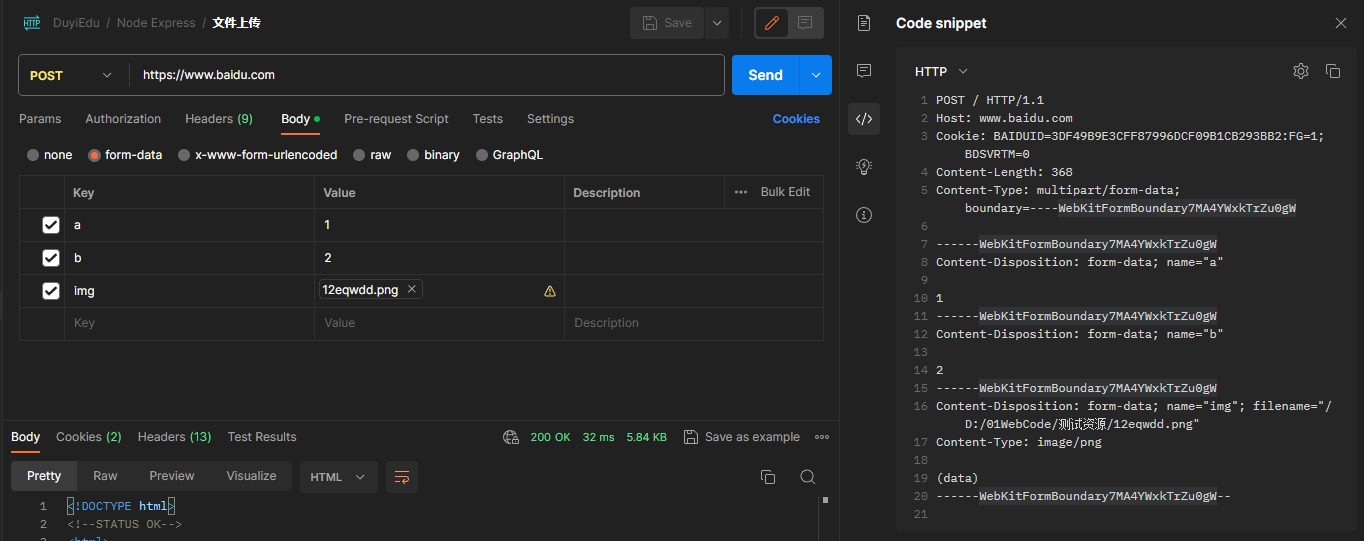 HTTP DuyiEdu / Node Express / 文件上传
Save
POST https://www.baidu.com
Send
Params Authorization Headers (9) Body Pre-request Script Tests Settings Cookies
none form-data x-www-form-urlencoded raw binary GraphQL
Key Value Description ••• Bulk Edit
a 1
b 2
img 12eqwdd.png
Key Value Description
Body Cookies (2) Headers (13) Test Results 200 OK 32 ms 5.84 KB Save as example
Pretty Raw Preview Visualize HTML
1 <!DOCTYPE html>
2 <!--STATUS OK-->
3 <html>
Code snippet
HTTP
1 POST / HTTP/1.1
2 Host: www.baidu.com
3 Cookie: BAIDUID=3DF49B9E3CFF87996DCF09B1CB293BB2:FG=1;
BDSVRTM=0
4 Content-Length: 368
5 Content-Type: multipart/form-data;
boundary=----WebKitFormBoundary7MA4YWxkTrZu0gW
6
7 ------WebKitFormBoundary7MA4YWxkTrZu0gW
8 Content-Disposition: form-data; name="a"
9
10 1
11 ------WebKitFormBoundary7MA4YWxkTrZu0gW
12 Content-Disposition: form-data; name="b"
13
14 2
15 ------WebKitFormBoundary7MA4YWxkTrZu0gW
16 Content-Disposition: form-data; name="img"; filename="/
D:/01WebCode/测试资源/12eqwdd.png"
17 Content-Type: image/png
18
19 (data)
20 ------WebKitFormBoundary7MA4YWxkTrZu0gW--
21